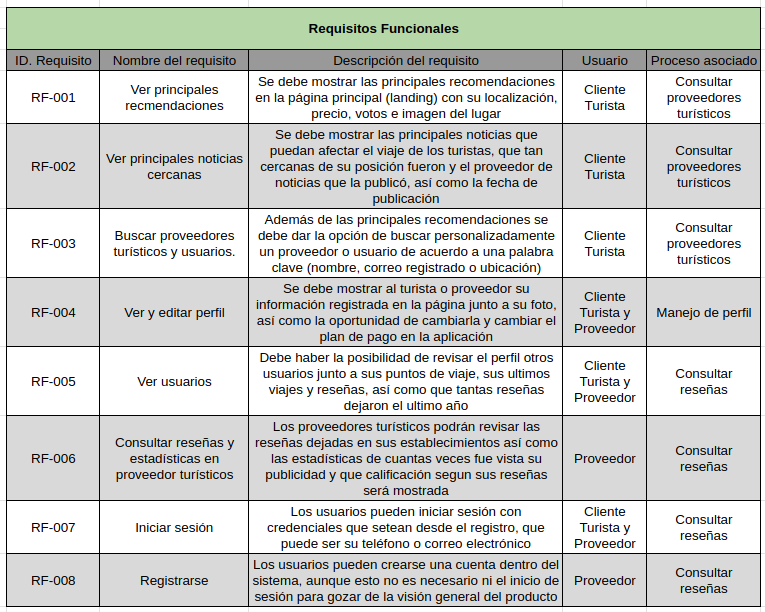 Requisitos Funcionales
ID. Requisito Nombre del requisito Descripción del requisito Usuario Proceso asociado
RF-001
Ver principales
recmendaciones
Se debe mostrar las principales recomendaciones
en la página principal (landing) con su localización,
precio, votos e imagen del lugar
Cliente
Turista
Consultar
proveedores
turísticos
RF-002
Ver principales noticias
cercanas
Se debe mostrar las principales noticias que
puedan afectar el viaje de los turistas, que tan
cercanas de su posición fueron y el proveedor de
noticias que la publicó, así como la fecha de
publicación
Cliente
Turista
Consultar
proveedores
turísticos
RF-003
Buscar proveedores
turísticos y usuarios.
Además de las principales recomendaciones se
debe dar la opción de buscar personalizadamente
un proveedor o usuario de acuerdo a una palabra
clave (nombre, correo registrado o ubicación)
Cliente
Turista
Consultar
proveedores
turísticos
RF-004
Ver y editar perfil
Se debe mostrar al turista o proveedor su
información registrada en la página junto a su foto,
así como la oportunidad de cambiarla y cambiar el
plan de pago en la aplicación
Cliente
Turista y
Proveedor
Manejo de perfil
RF-005
Ver usuarios
Debe haber la posibilidad de revisar el perfil otros
usuarios junto a sus puntos de viaje, sus ultimos
viajes y reseñas, así como que tantas reseñas
dejaron el ultimo año
Cliente
Turista y
Proveedor
Consultar
reseñas
RF-006
Consultar reseñas y
estadísticas en
proveedor turísticos
Los proveedores turísticos podrán revisar las
reseñas dejadas en sus establecimientos así como
las estadísticas de cuantas veces fue vista su
publicidad y que calificación segun sus reseñas
será mostrada
Proveedor
Consultar
reseñas
RF-007
Iniciar sesión
Los usuarios pueden iniciar sesión con
credenciales que setean desde el registro, que
puede ser su teléfono o correo electrónico
Cliente
Turista y
Proveedor
Consultar
reseñas
RF-008
Registrarse
Los usuarios pueden crearse una cuenta dentro del
sistema, aunque esto no es necesario ni el inicio de
sesión para gozar de la visión general del producto
Proveedor
Consultar
reseñas